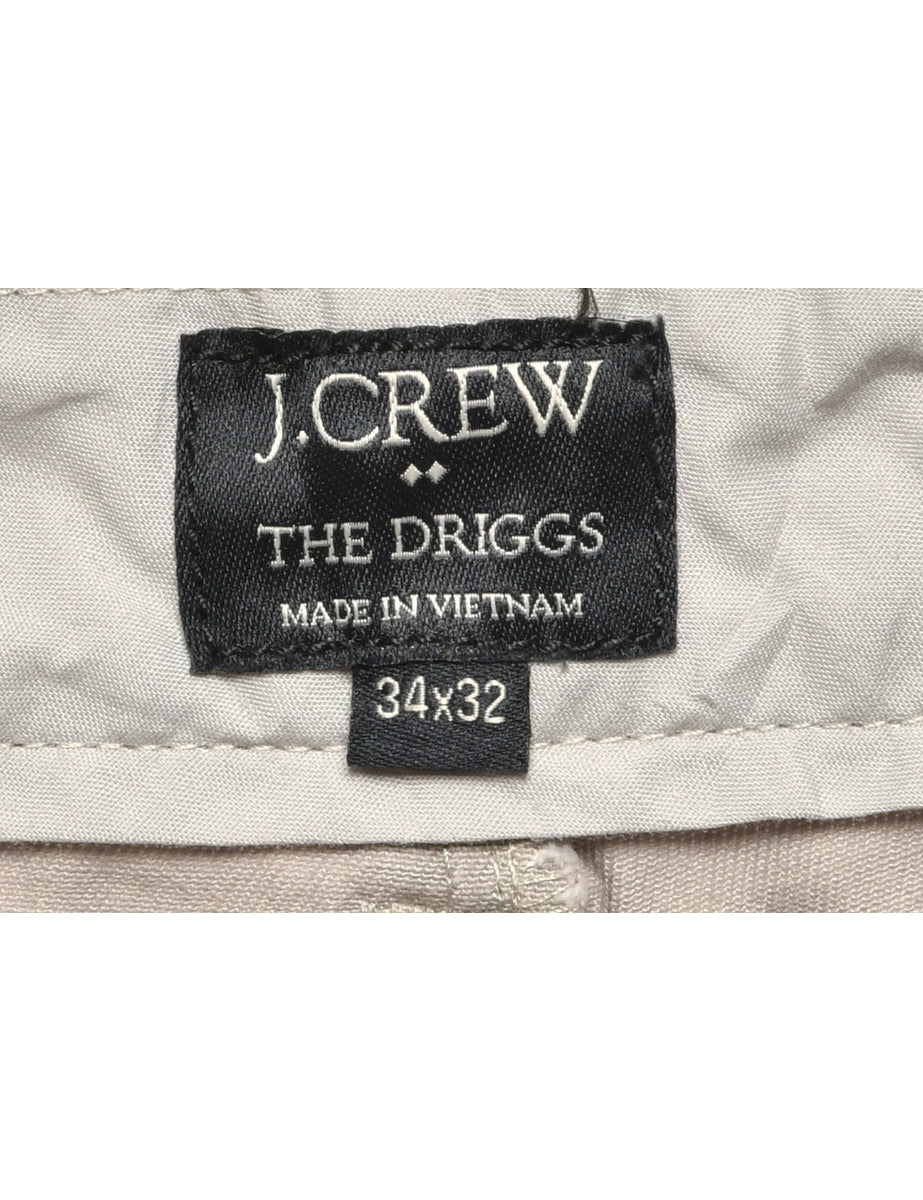 J.CREW
THE DRIGGS
MADE IN VIETNAM
34x32